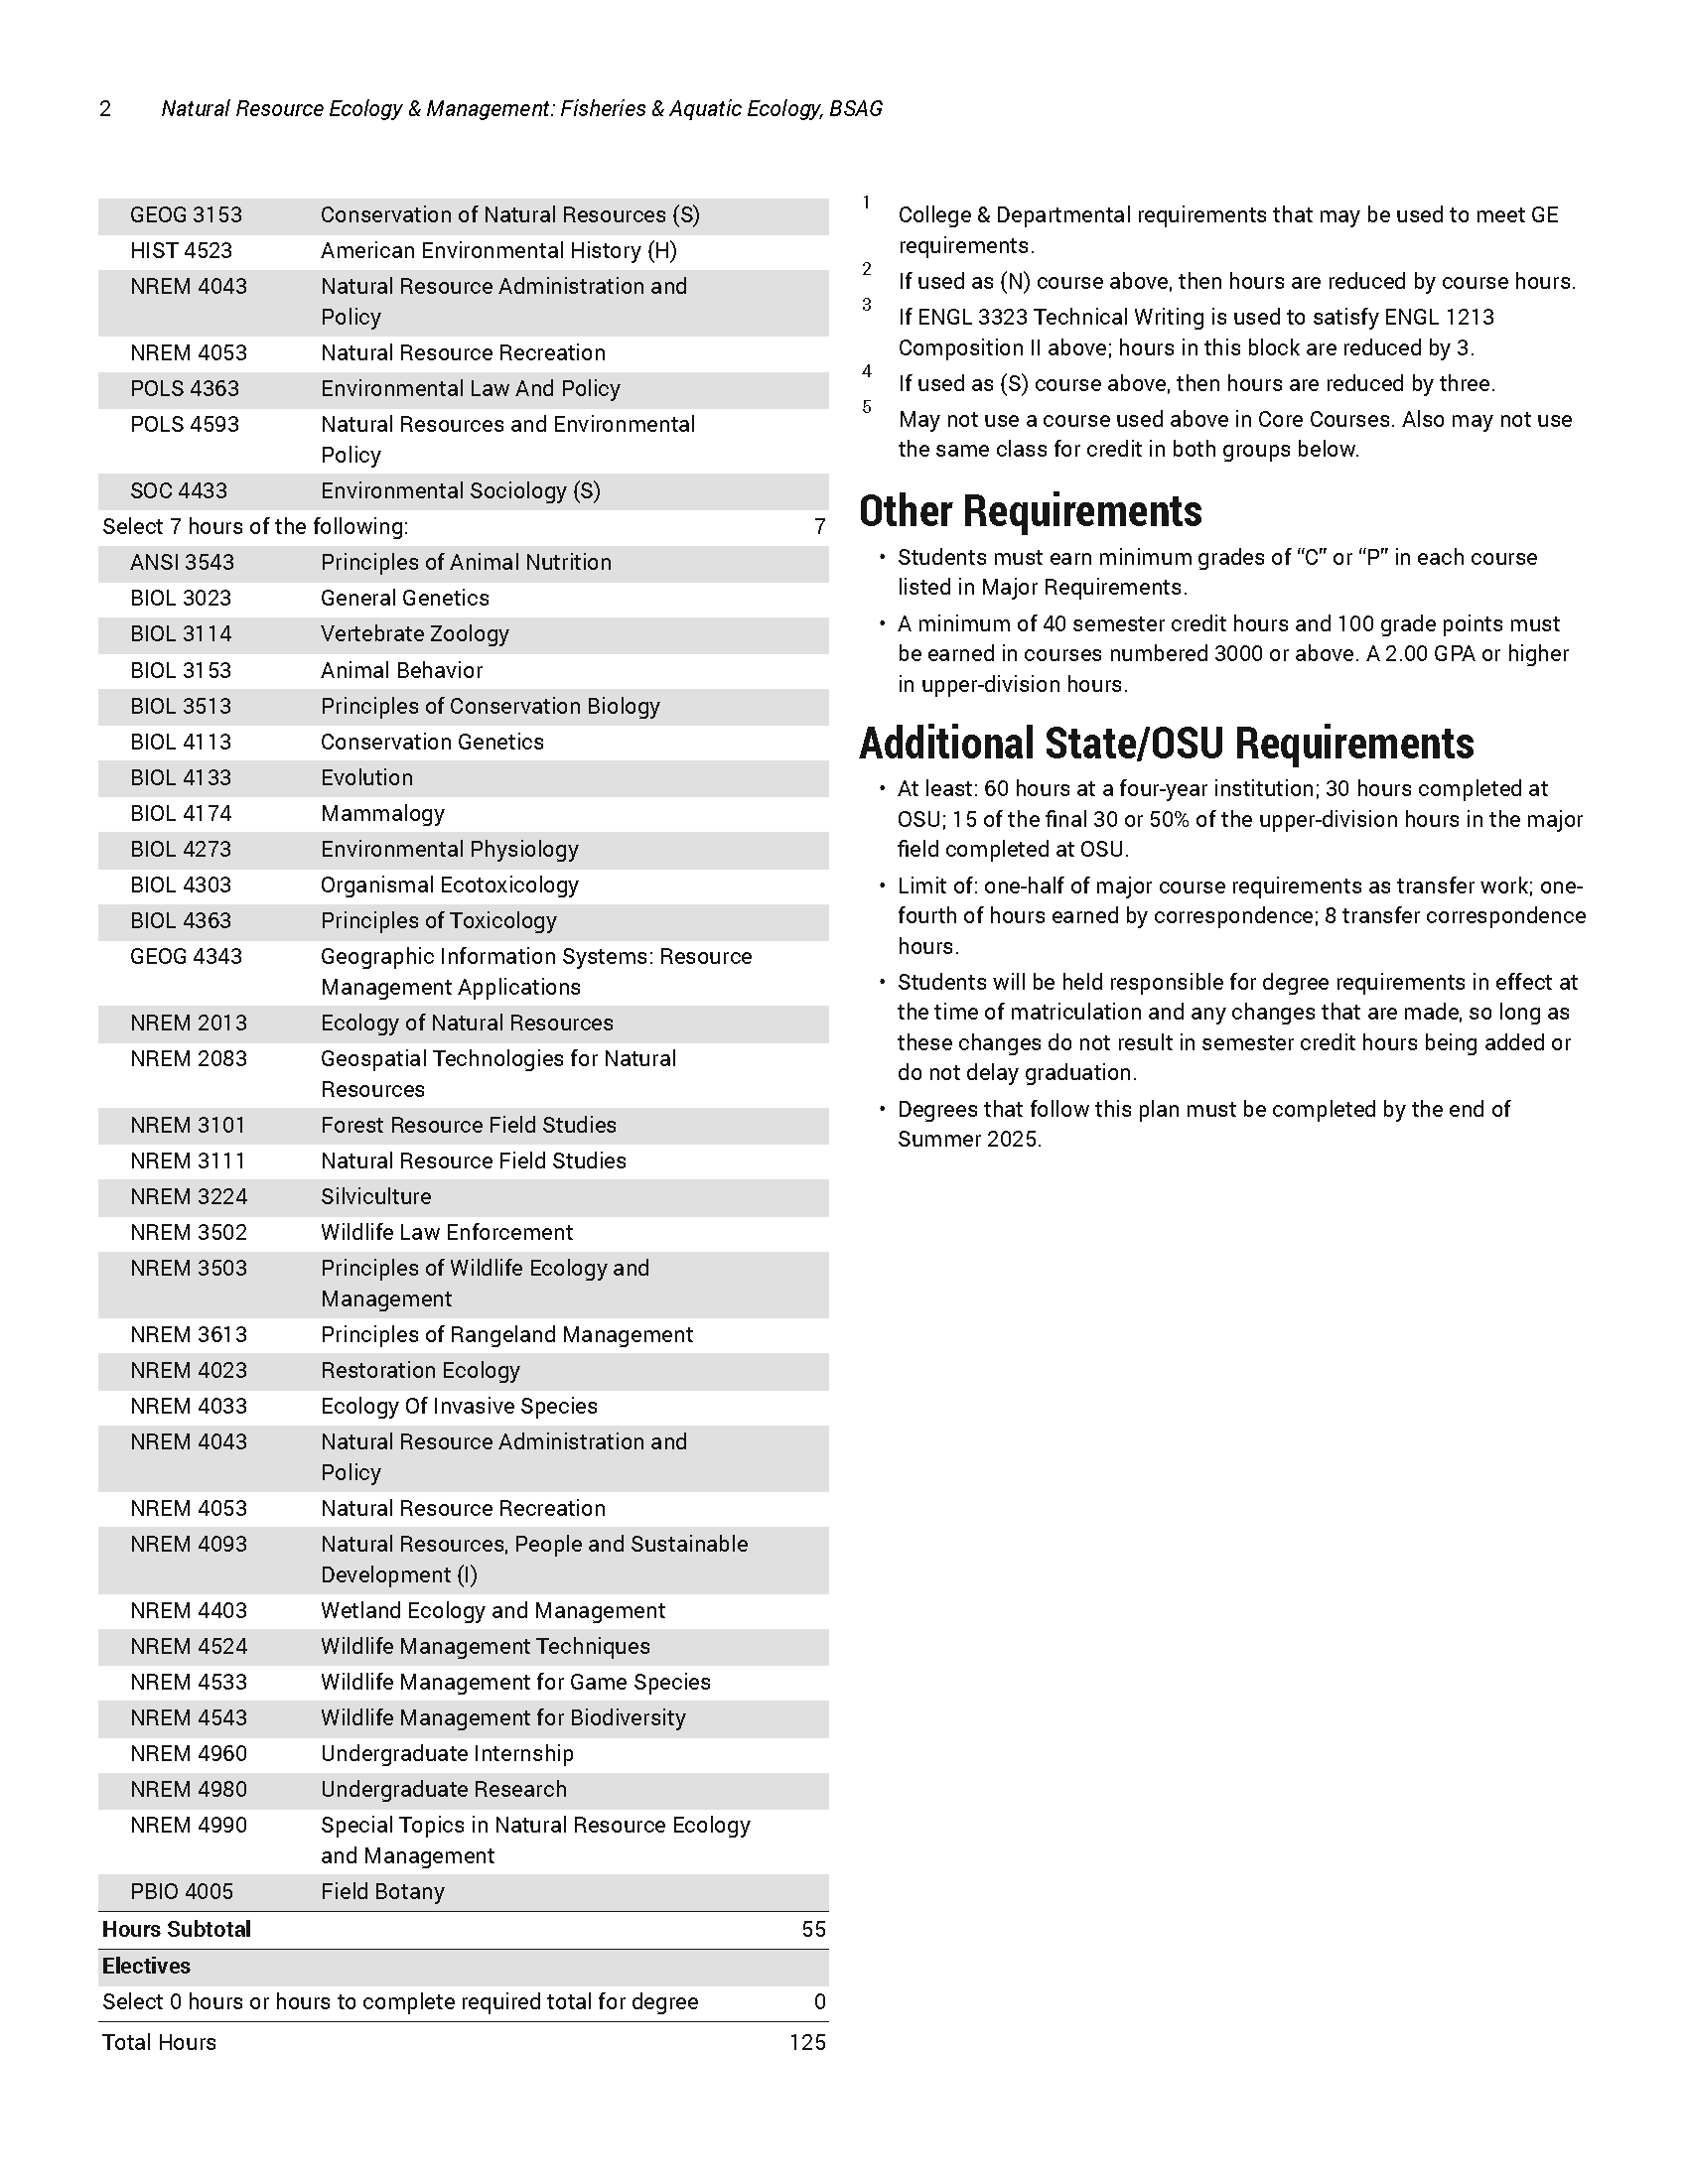 2 Natural Resource Ecology & Management: Fisheries & Aquatic Ecology, BSAG
GEOG 3153 Conservation of Natural Resources (S)
HIST 4523 American Environmental History (H)
NREM 4043 Natural Resource Administration and
Policy
NREM 4053 Natural Resource Recreation
POLS 4363 Environmental Law And Policy
POLS 4593 Natural Resources and Environmental
Policy
SOC 4433 Environmental Sociology (S)
Select 7 hours of the following: 7
ANSI 3543 Principles of Animal Nutrition
BIOL 3023 General Genetics
BIOL 3114 Vertebrate Zoology
BIOL 3153 Animal Behavior
BIOL 3513 Principles of Conservation Biology
BIOL 4113 Conservation Genetics
BIOL 4133 Evolution
BIOL 4174 Mammalogy
BIOL 4273 Environmental Physiology
BIOL 4303 Organismal Ecotoxicology
BIOL 4363 Principles of Toxicology
GEOG 4343 Geographic Information Systems: Resource
Management Applications
NREM 2013 Ecology of Natural Resources
NREM 2083 Geospatial Technologies for Natural
Resources
NREM 3101 Forest Resource Field Studies
NREM 3111 Natural Resource Field Studies
NREM 3224 Silviculture
NREM 3502 Wildlife Law Enforcement
NREM 3503 Principles of Wildlife Ecology and
Management
NREM 3613 Principles of Rangeland Management
NREM 4023 Restoration Ecology
NREM 4033 Ecology Of Invasive Species
NREM 4043 Natural Resource Administration and
Policy
NREM 4053 Natural Resource Recreation
NREM 4093 Natural Resources, People and Sustainable
Development (I)
NREM 4403 Wetland Ecology and Management
NREM 4524 Wildlife Management Techniques
NREM 4533 Wildlife Management for Game Species
NREM 4543 Wildlife Management for Biodiversity
NREM 4960 Undergraduate Internship
NREM 4980 Undergraduate Research
NREM 4990 Special Topics in Natural Resource Ecology
and Management
PBIO 4005 Field Botany
Hours Subtotal 55
Electives
Select 0 hours or hours to complete required total for degree 0
Total Hours 125
1 College & Departmental requirements that may be used to meet GE
requirements.
2 If used as (N) course above, then hours are reduced by course hours.
3 If ENGL 3323 Technical Writing is used to satisfy ENGL 1213
Composition II above; hours in this block are reduced by 3.
4 If used as (S) course above, then hours are reduced by three.
5 May not use a course used above in Core Courses. Also may not use
the same class for credit in both groups below.
Other Requirements
• Students must earn minimum grades of “C” or “P” in each course
listed in Major Requirements.
• A minimum of 40 semester credit hours and 100 grade points must
be earned in courses numbered 3000 or above. A 2.00 GPA or higher
in upper-division hours.
Additional State/OSU Requirements
• At least: 60 hours at a four-year institution; 30 hours completed at
OSU; 15 of the final 30 or 50% of the upper-division hours in the major
field completed at OSU.
• Limit of: one-half of major course requirements as transfer work; one-
fourth of hours earned by correspondence; 8 transfer correspondence
hours.
• Students will be held responsible for degree requirements in effect at
the time of matriculation and any changes that are made, so long as
these changes do not result in semester credit hours being added or
do not delay graduation.
• Degrees that follow this plan must be completed by the end of
Summer 2025.